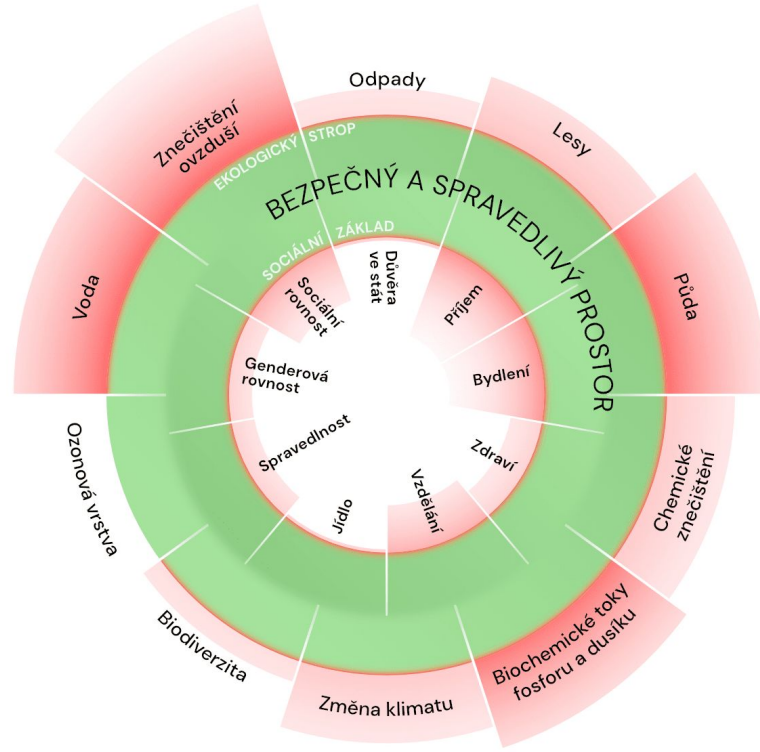 Odpady
Znečištění
ovzduší
Lesy
EKOLOGICKÝ STROP
BEZPEČNÝ A SPRAVEDLIVÝ PROSTOR
SOCIÁLNÍ ZÁKLAD
Voda
Půda
Sociální
rovnost
Důvěra
ve stát
Příjem
Genderová
rovnost
Bydlení
Spravedlnost
Zdraví
Jídlo
Vzdělání
Ozonová vrstva
Chemické
znečištění
Biodiverzita
Biochemické toky
fosforu a dusíku
Změna klimatu